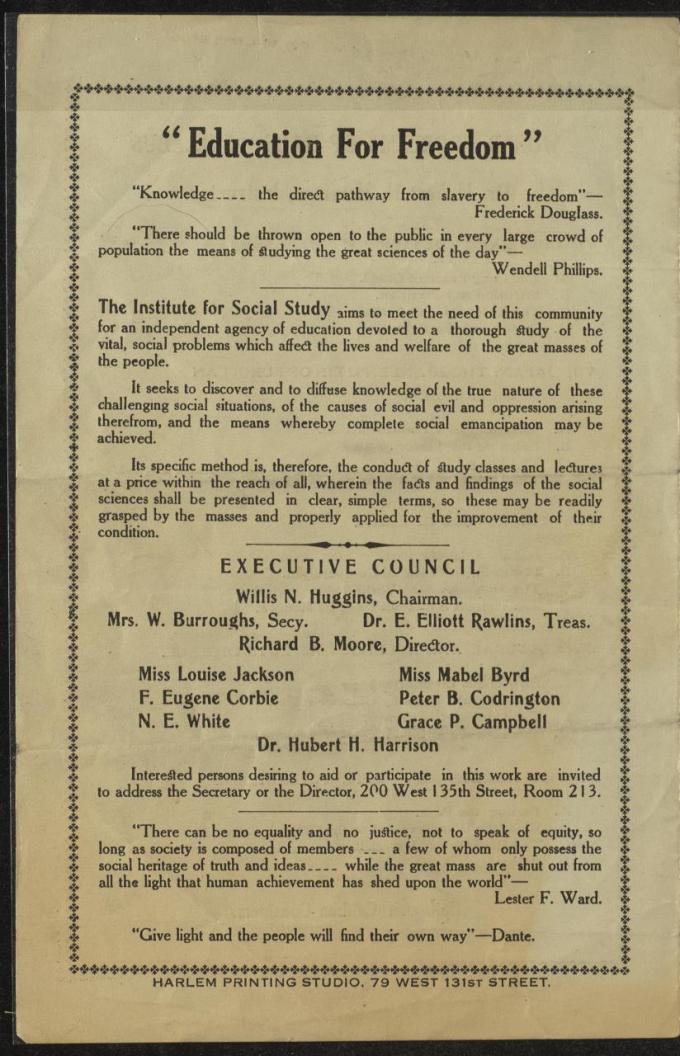 “Education For Freedom”
“Knowledge____ the direct pathway from slavery to freedom”—
Frederick Douglass.
“There should be thrown open to the public in every large crowd of
population the means of studying the great sciences of the day”—
Wendell Phillips.
The Institute for Social Study aims to meet the need of this community
for an independent agency of education devoted to a thorough study of the
vital, social problems which affect the lives and welfare of the great masses of
the people.
It seeks to discover and to diffuse knowledge of the true nature of these
challenging social situations, of the causes of social evil and oppression arising
therefrom, and the means whereby complete social emancipation may be
achieved.
Its specific method is, therefore, the conduct of study classes and lectures
at a price within the reach of all, wherein the facts and findings of the social
sciences shall be presented in clear, simple terms, so these may be readily
grasped by the masses and properly applied for the improvement of their
condition.
EXECUTIVE COUNCIL
Willis N. Huggins, Chairman.
Mrs. W. Burroughs, Secy. Dr. E. Elliott Rawlins, Treas.
Richard B. Moore, Director.
Miss Louise Jackson Miss Mabel Byrd
F. Eugene Corbie Peter B. Codrington
N. E. White Grace P. Campbell
Dr. Hubert H. Harrison
Interested persons desiring to aid or participate in this work are invited
to address the Secretary or the Director, 200 West 135th Street, Room 213.
“There can be no equality and no justice, not to speak of equity, so
long as society is composed of members ___ a few of whom only possess the
social heritage of truth and ideas____ while the great mass are shut out from
all the light that human achievement has shed upon the world”—
Lester F. Ward.
“Give light and the people will find their own way”—Dante.
HARLEM PRINTING STUDIO, 79 WEST 131ST STREET.